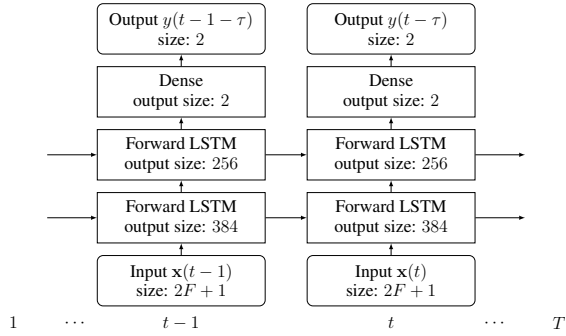 Output y(t − 1 − τ) Output y(t − τ)
size: 2 size: 2
Dense Dense
output size: 2 output size: 2
Forward LSTM Forward LSTM
output size: 256 output size: 256
Forward LSTM Forward LSTM
output size: 384 output size: 384
Input x(t − 1) Input x(t)
size: 2F + 1 size: 2F + 1
1 ⋯ t − 1 t ⋯ T